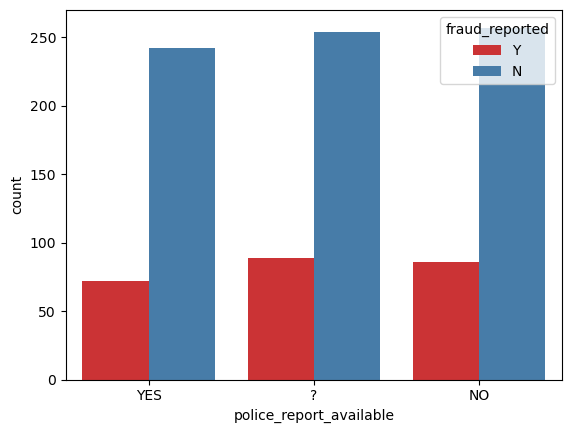 fraud_reported
Y
N
250
200
150
100
50
0
count
YES
?
NO
police_report_available